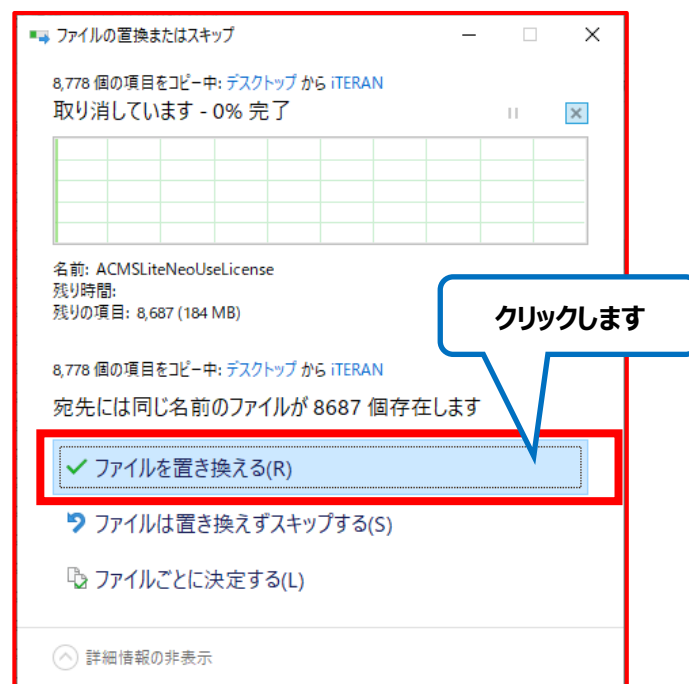 ファイルの置換またはスキップ
8,778 個の項目をコピー中: デスクトップ から iTERAN
取り消しています - 0% 完了
名前: ACMSLiteNeoUseLicense
残り時間:
残りの項目: 8,687 (184 MB)
クリックします
8,778 個の項目をコピー中: デスクトップ から iTERAN
宛先には同じ名前のファイルが 8687 個存在します
ファイルを置き換える(R)
ファイルは置き換えずスキップする(S)
ファイルごとに決定する(L)
詳細情報の非表示